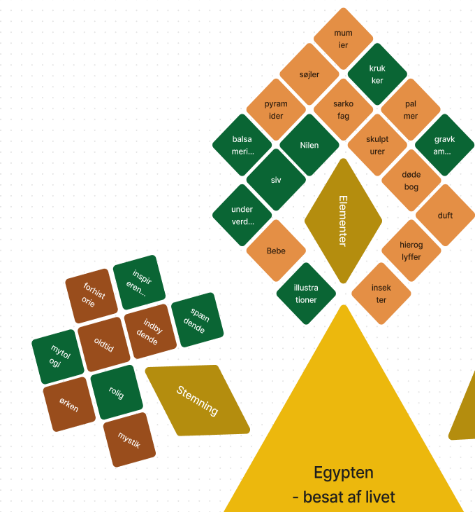 mum
ier
søjler
kruk
ker
pyram
ider
sarko
fag
pal
mer
balsa
meri...
Nilen
skulpt
urer
gravk
am...
siv
døde
bog
under
verd...
Elementer
duft
Bebe
hierog
lyffer
illustra
tioner
insek
ter
forhist
orie
inspir
eren...
mytol
ogi
oldtid
indby
dende
spæn
dende
ørken
rolig
Stemning
mystik
Egypten
- besat af livet